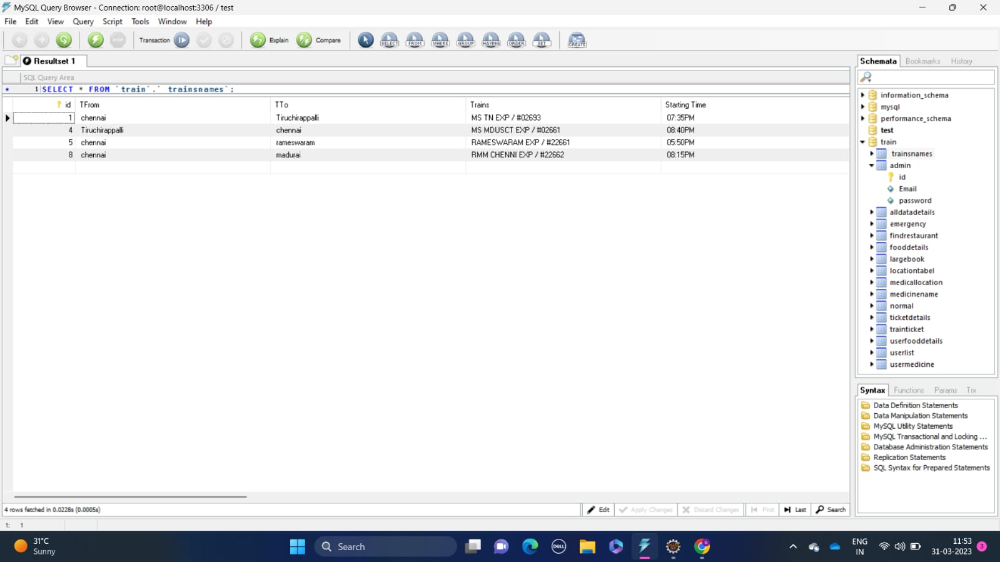 MySQL Query Browser - Connection: root@localhost:3306 / test
File Edit View Query Script Tools Window Help
STOP Transaction Explain Compare SELECT FROM WHERE GROUP HAVING ORDER SET CREATE
Resultset 1
SQL Query Area
1 SELECT * FROM `train`.` trainsnames`;
id TFrom TTo Trains Starting Time
1 chennai Tiruchirappalli MS TN EXP / #02693 07:35PM
4 Tiruchirappalli chennai MS MDUSCT EXP / #02661 08:40PM
5 chennai rameswaram RAMESWARAM EXP / #22661 05:50PM
8 chennai madurai RMM CHENNI EXP / #22662 08:15PM
Schemata Bookmarks History
information_schema
mysql
performance_schema
test
train
trainsnames
admin
id
Email
password
alldatadetails
emergency
findrestaurant
fooddetails
largebook
locationtabel
medicallocation
medicinename
normal
ticketdetails
trainticket
userfooddetails
userlist
usermedicine
Syntax Functions Params Trx
Data Definition Statements
Data Manipulation Statements
MySQL Utility Statements
MySQL Transactional and Locking ...
Database Administration Statements
Replication Statements
SQL Syntax for Prepared Statements
4 rows fetched in 0.0228s (0.0005s) Edit Apply Changes Discard Changes First Last Search
1: 1
31°C
Sunny
Search
DELL
ENG
IN
11:53
31-03-2023
3